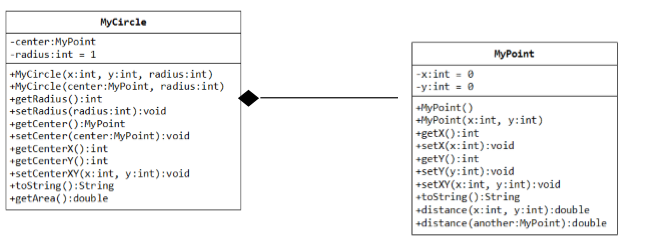 MyCircle
-center:MyPoint
-radius:int = 1
+MyCircle(x:int, y:int, radius:int)
+MyCircle(center:MyPoint, radius:int)
+getRadius():int
+setRadius(radius:int):void
+getCenter():MyPoint
+setCenter(center:MyPoint):void
+getCenterX():int
+getCenterY():int
+setCenterXY(x:int, y:int):void
+toString():String
+getArea():double
MyPoint
-x:int = 0
-y:int = 0
+MyPoint()
+MyPoint(x:int, y:int)
+getX():int
+setX(x:int):void
+getY():int
+setY(y:int):void
+setXY(x:int, y:int):void
+toString():String
+distance(x:int, y:int):double
+distance(another:MyPoint):double